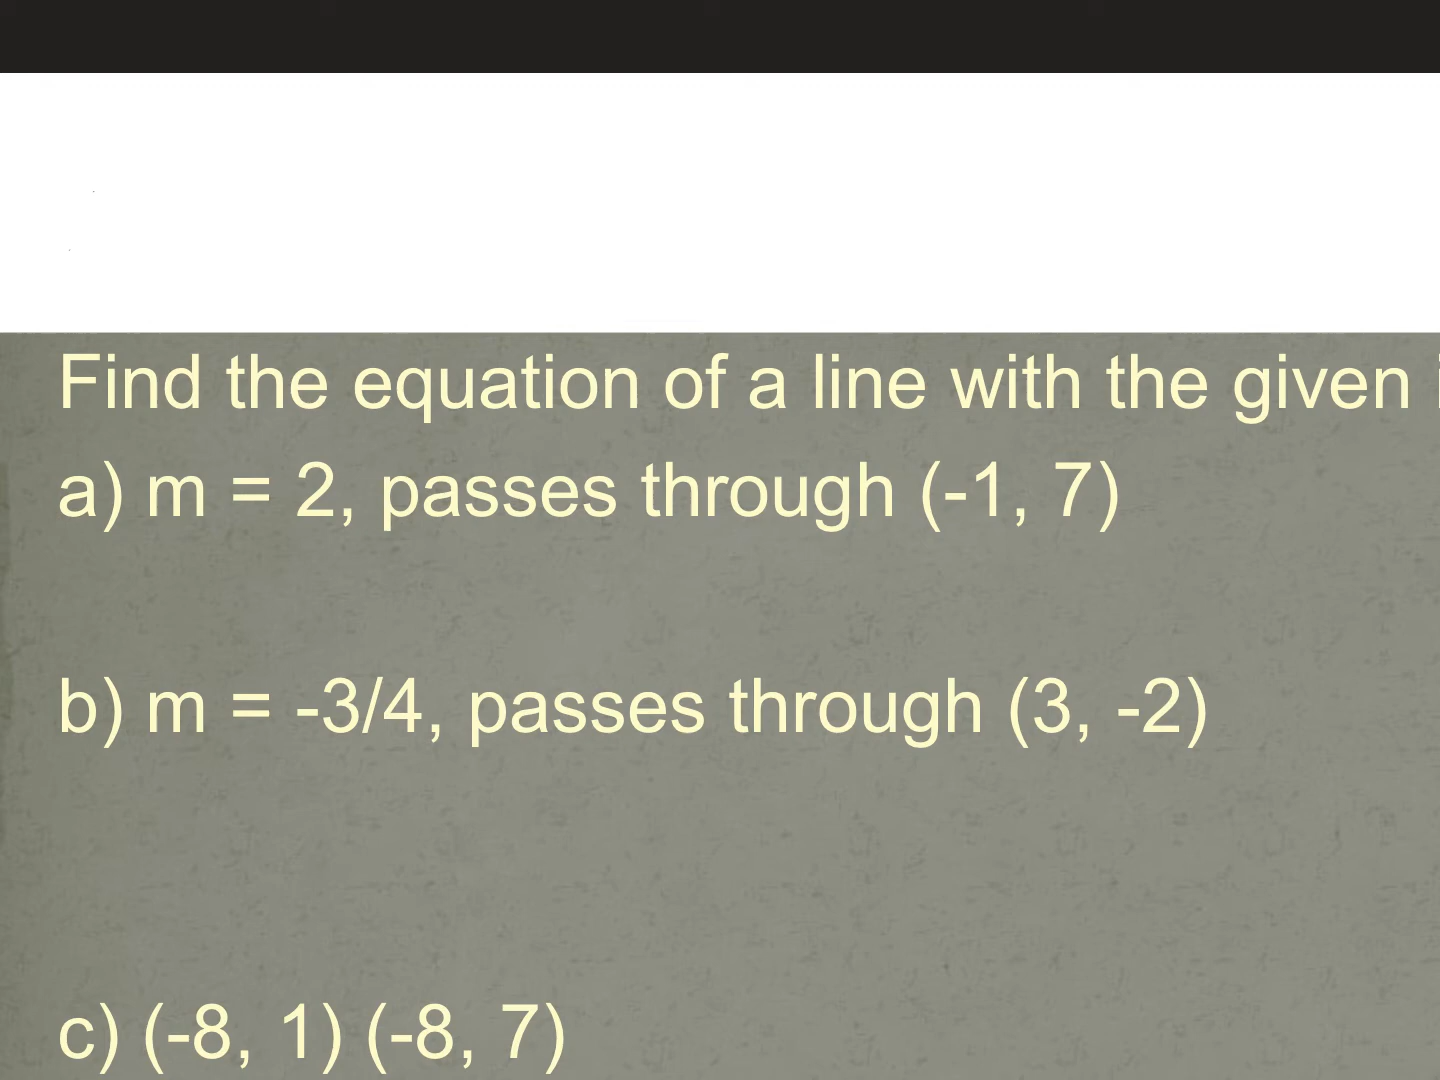 Find the equation of a line with the given
a) m = 2, passes through (-1, 7)
b) m = -3/4, passes through (3, -2)
c) (-8, 1) (-8, 7)